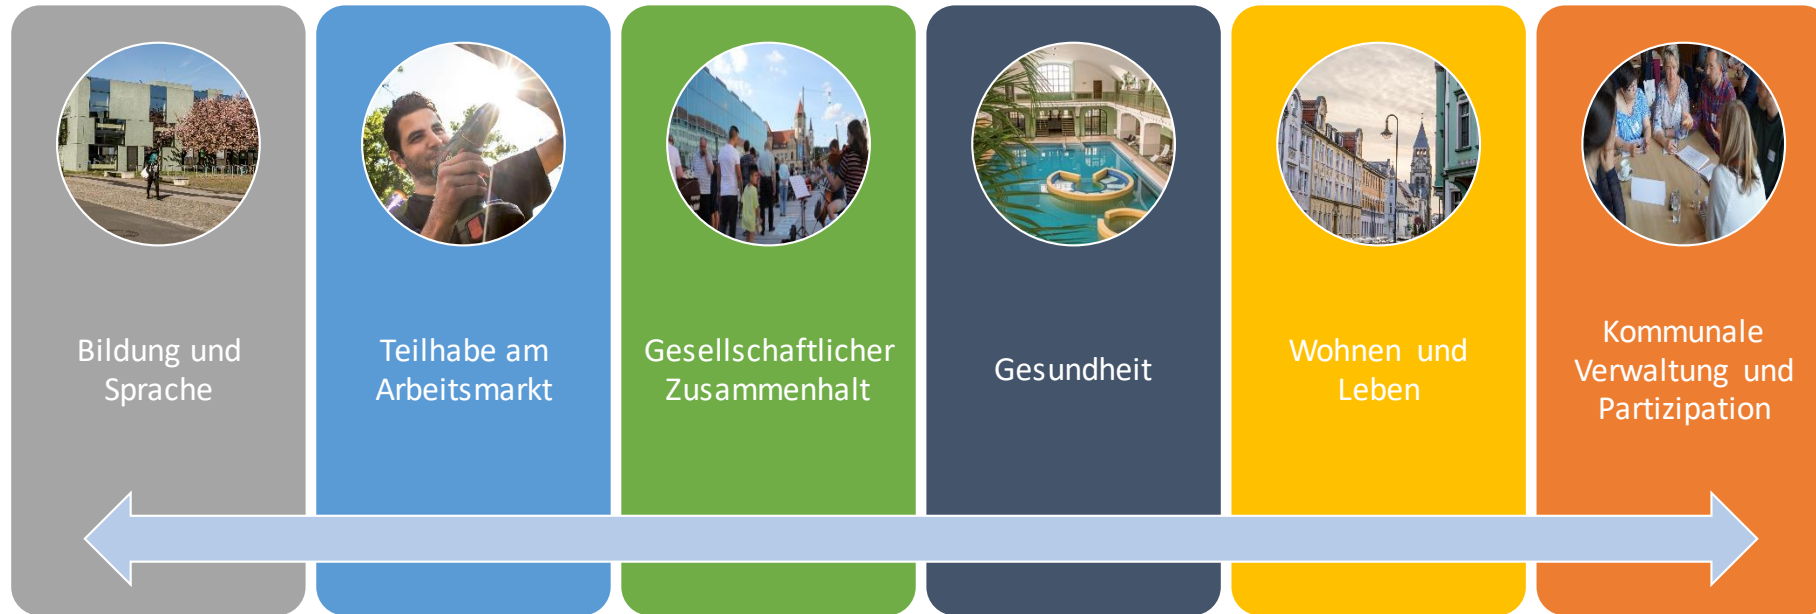 Bildung und
Sprache
Teilhabe am
Arbeitsmarkt
Gesellschaftlicher
Zusammenhalt
Gesundheit
Wohnen und
Leben
Kommunale
Verwaltung und
Partizipation